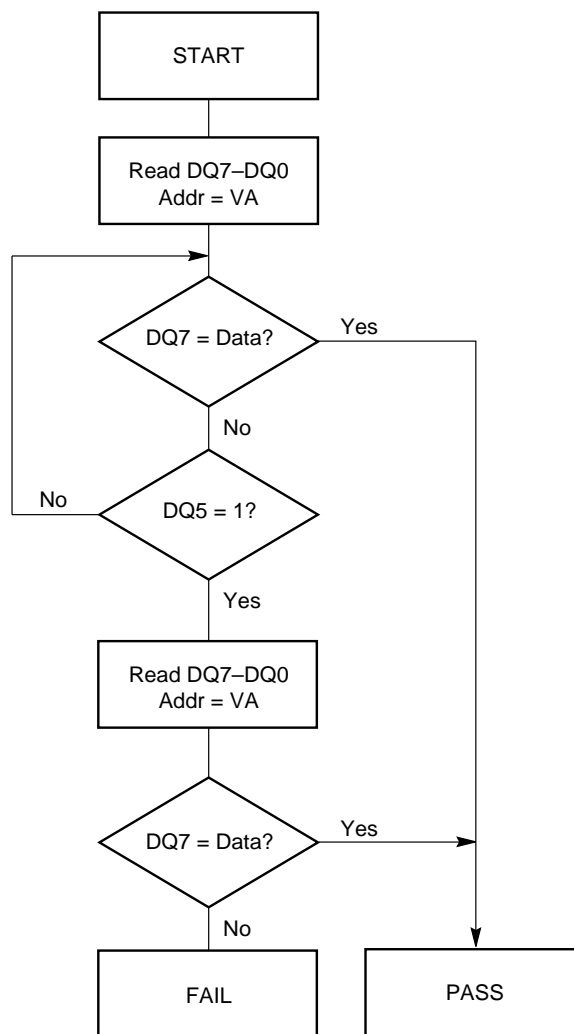 START
Read DQ7–DQ0
Addr = VA
DQ7 = Data?
Yes
No
No
DQ5 = 1?
Yes
Read DQ7–DQ0
Addr = VA
DQ7 = Data?
Yes
No
FAIL
PASS